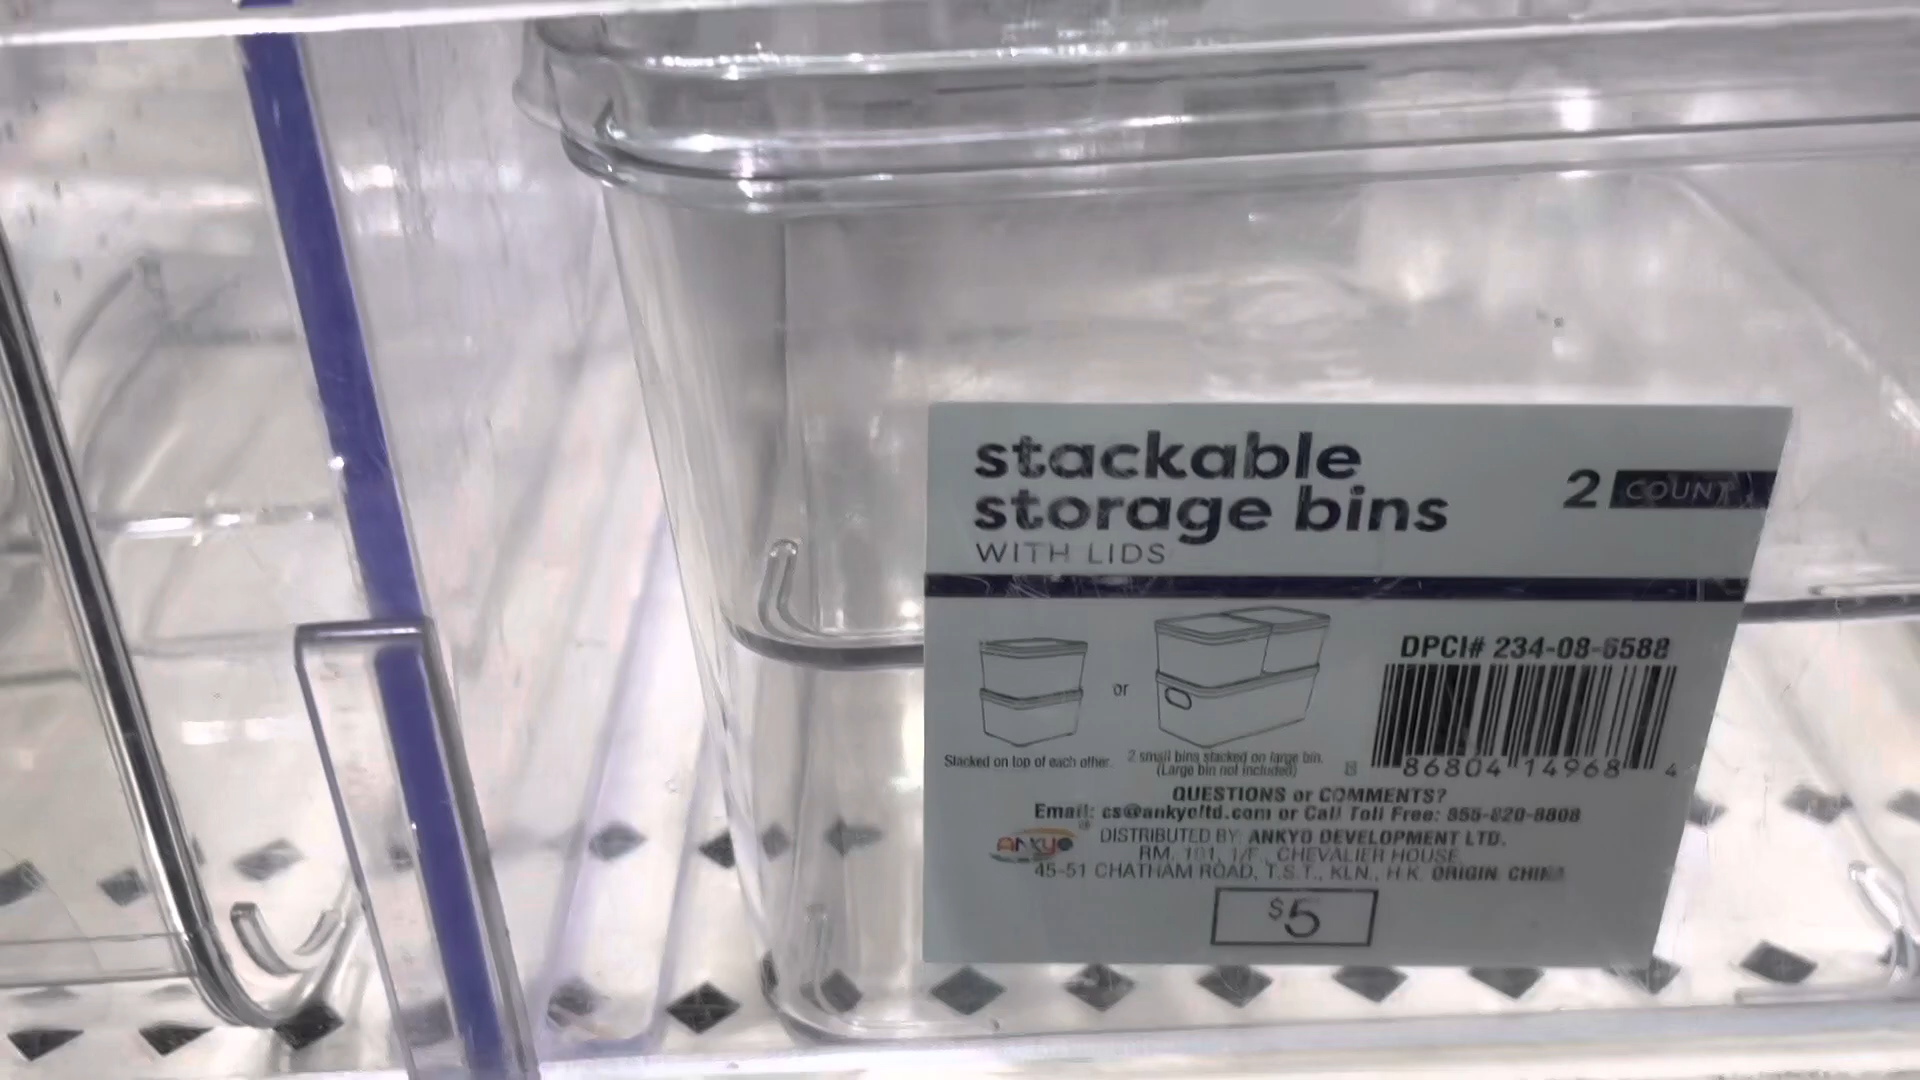 stackable
storage bins
WITH LIDS
2 COUNT
or
Stacked on top of each other.
2 small bins stacked on large bin.
(Large bin not included)
DPCI# 234-08-6588
86804 14968 4
QUESTIONS or COMMENTS?
Email: cs@ankyoltd.com or Call Toll Free: 855-820-8808
ANKYO
DISTRIBUTED BY: ANKYO DEVELOPMENT LTD.
RM. 101, 1/F., CHEVALIER HOUSE,
45-51 CHATHAM ROAD, T.S.T., KLN., H.K. ORIGIN: CHINA
$5